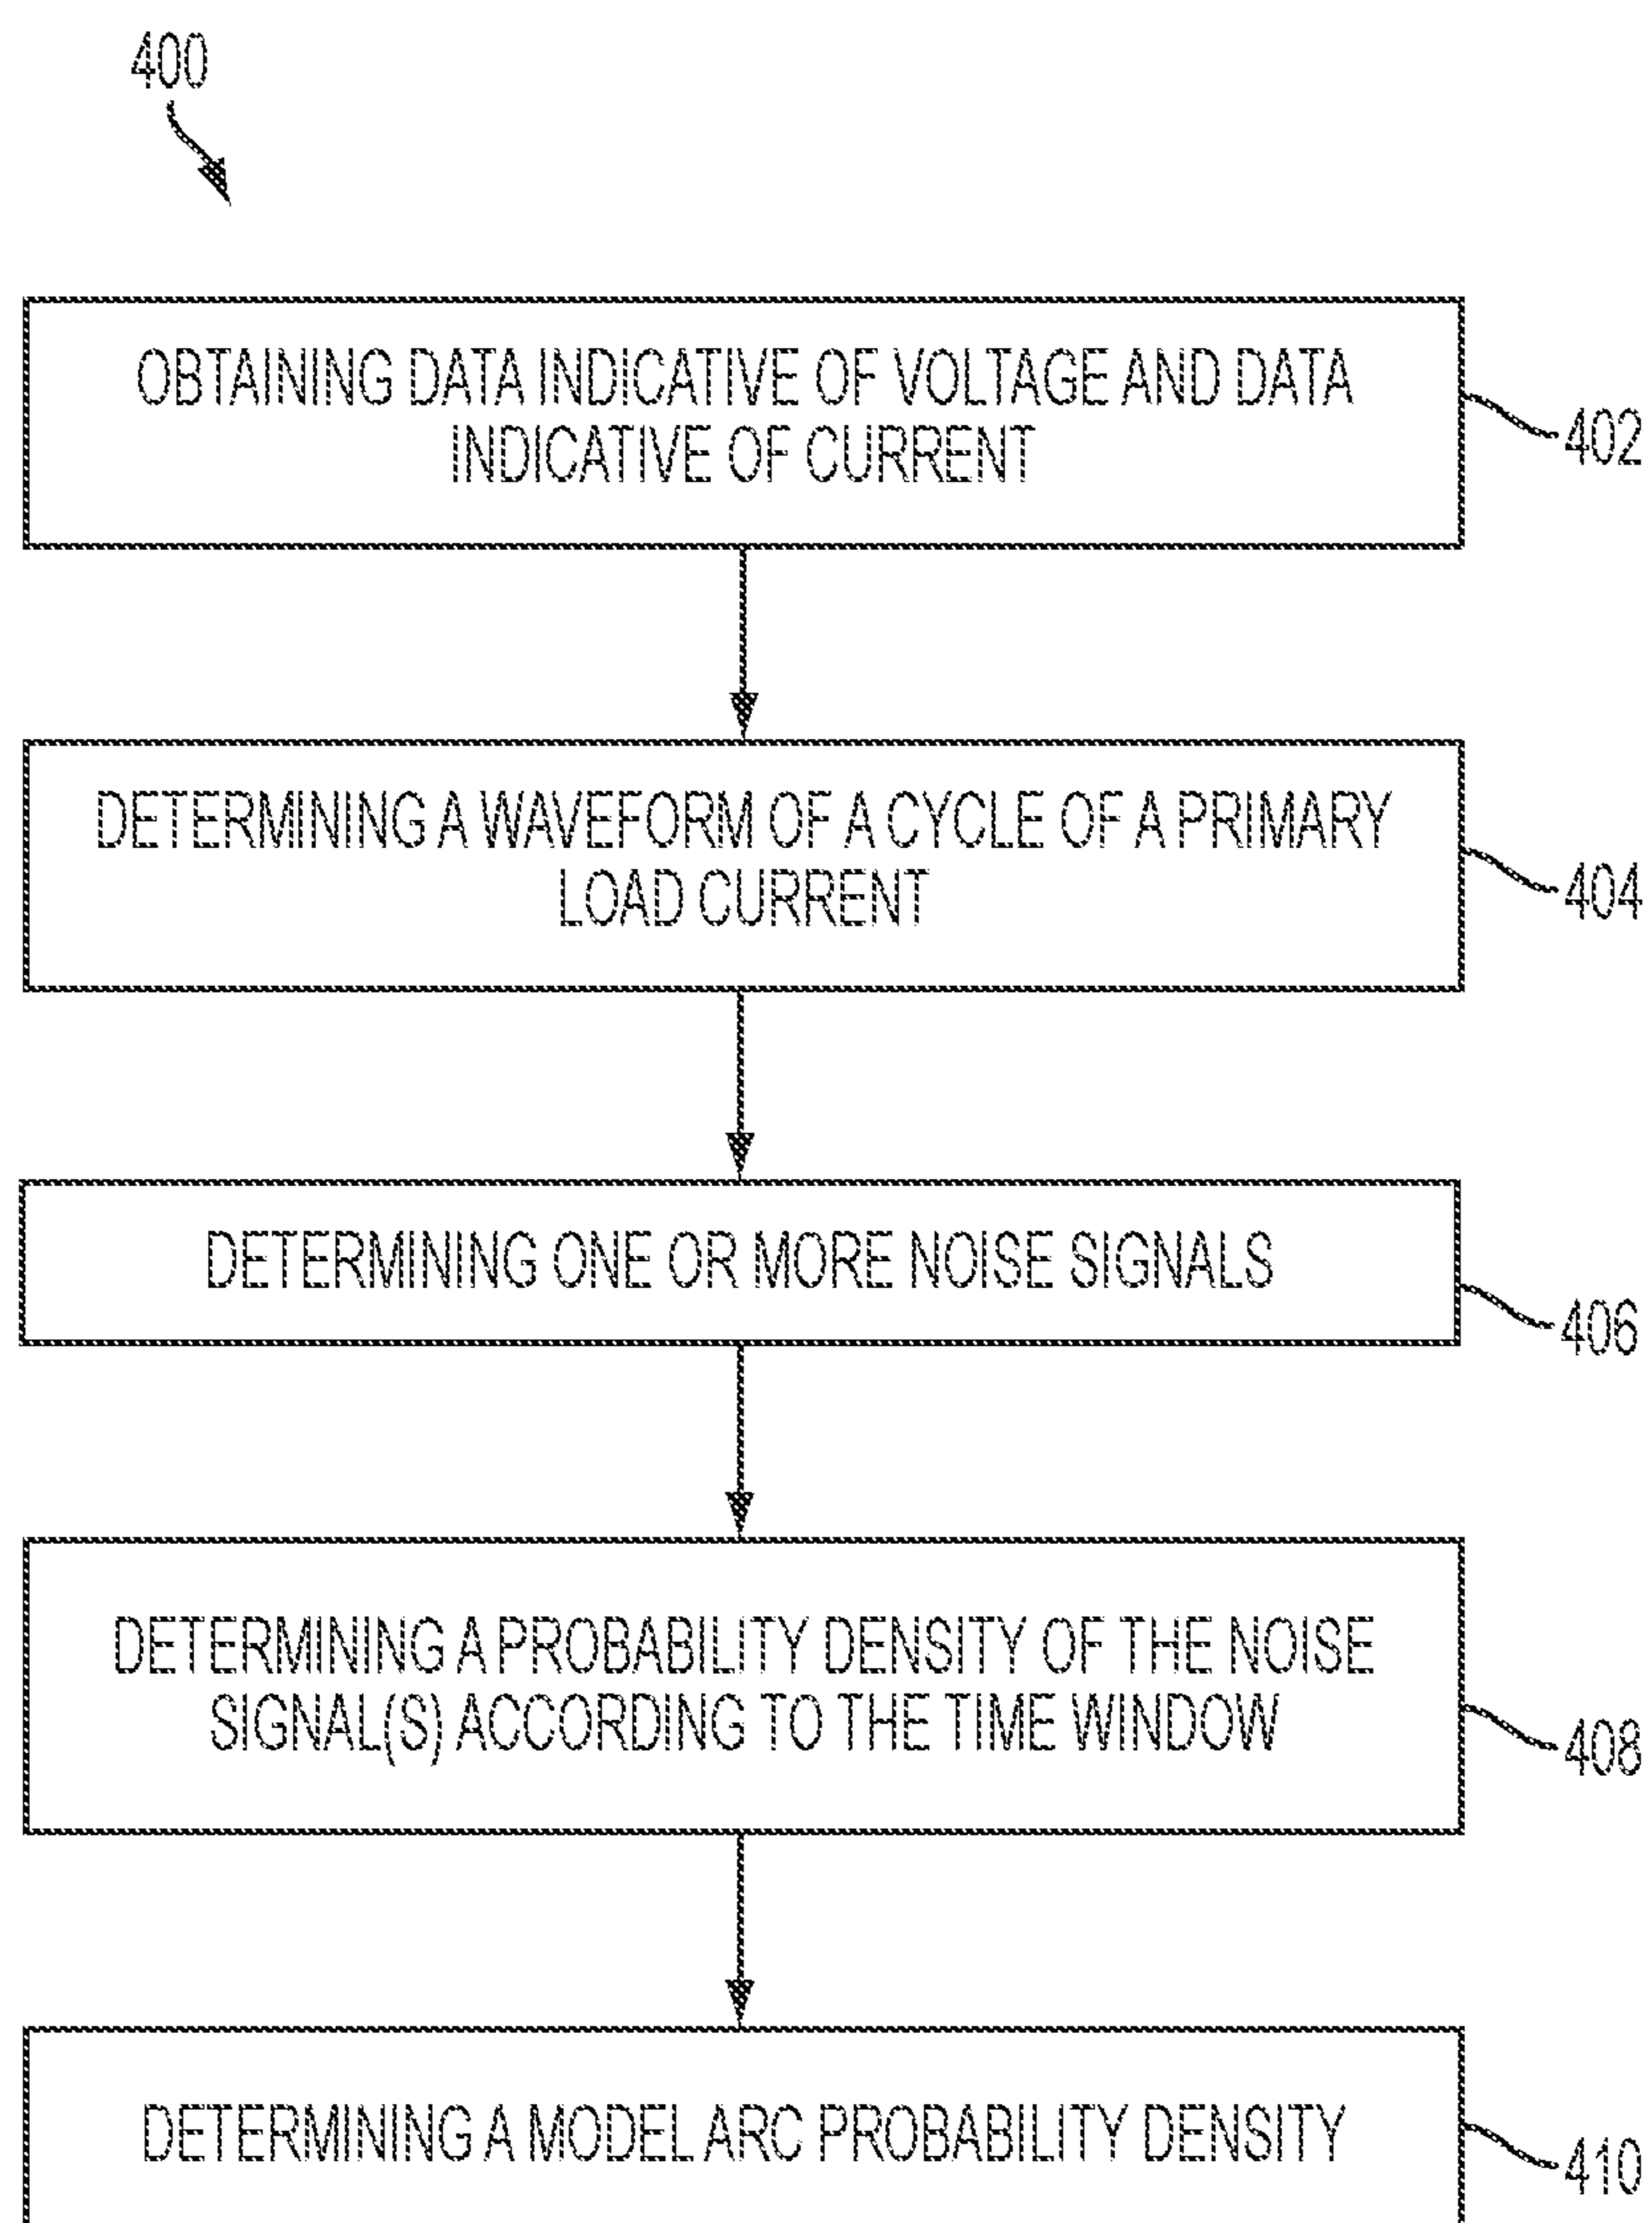 400
OBTAINING DATA INDICATIVE OF VOLTAGE AND DATA
INDICATIVE OF CURRENT
402
DETERMINING A WAVEFORM OF A CYCLE OF A PRIMARY
LOAD CURRENT
404
DETERMINING ONE OR MORE NOISE SIGNALS
406
DETERMINING A PROBABILITY DENSITY OF THE NOISE
SIGNAL(S) ACCORDING TO THE TIME WINDOW
408
DETERMINING A MODEL ARC PROBABILITY DENSITY
410